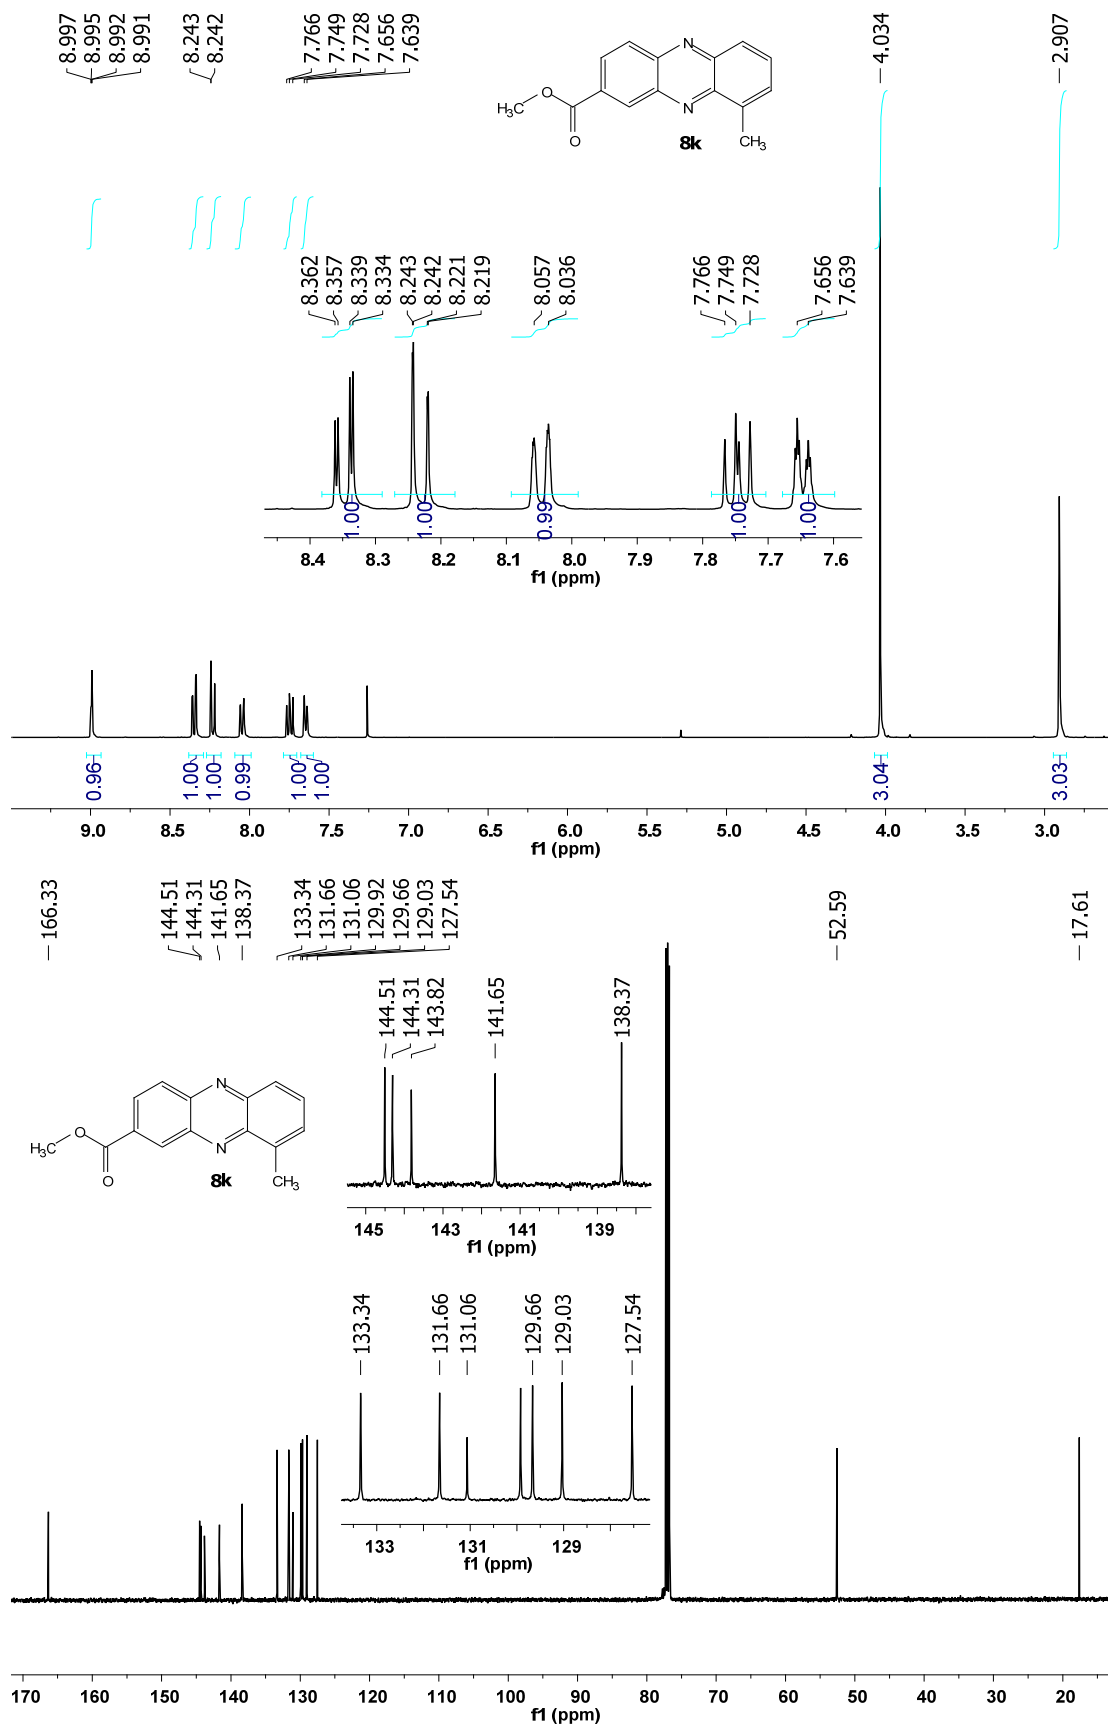 8.997
8.995
8.992
8.991
8.243
8.242
7.766
7.749
7.728
7.656
7.639
4.034
2.907
N
N
O
H₃C
O
CH₃
8k
8.362
8.357
8.339
8.334
8.243
8.242
8.221
8.219
8.057
8.036
7.766
7.749
7.728
7.656
7.639
1.00
1.00
0.99
1.00
1.00
8.4 8.3 8.2 8.1 8.0 7.9 7.8 7.7 7.6
f1 (ppm)
0.96
1.00
1.00
0.99
1.00
1.00
3.04
3.03
9.0 8.5 8.0 7.5 7.0 6.5 6.0 5.5 5.0 4.5 4.0 3.5 3.0
f1 (ppm)
166.33
144.51
144.31
141.65
138.37
133.34
131.66
131.06
129.92
129.66
129.03
127.54
52.59
17.61
144.51
144.31
143.82
141.65
138.37
N
N
O
H₃C
O
CH₃
8k
145 143 141 139
f1 (ppm)
133.34
131.66
131.06
129.66
129.03
127.54
133 131 129
f1 (ppm)
170 160 150 140 130 120 110 100 90 80 70 60 50 40 30 20
f1 (ppm)